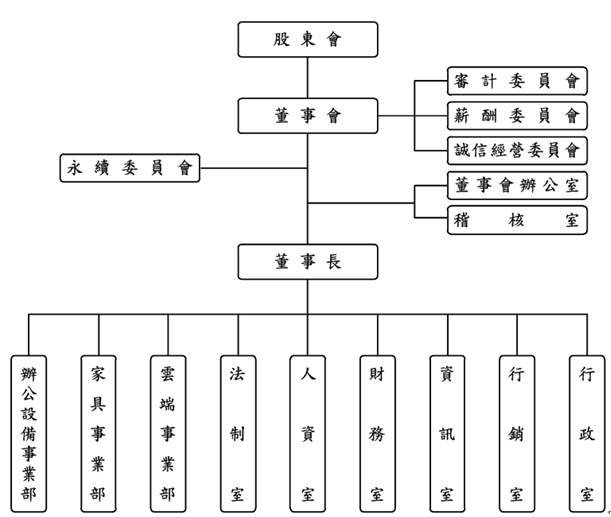 股東會
董事會
審計委員會
薪酬委員會
誠信經營委員會
永續委員會
董事會辦公室
稽核室
董事長
辦公設備事業部
家具事業部
雲端事業部
法制室
人資室
財務室
資訊室
行銷室
行政室